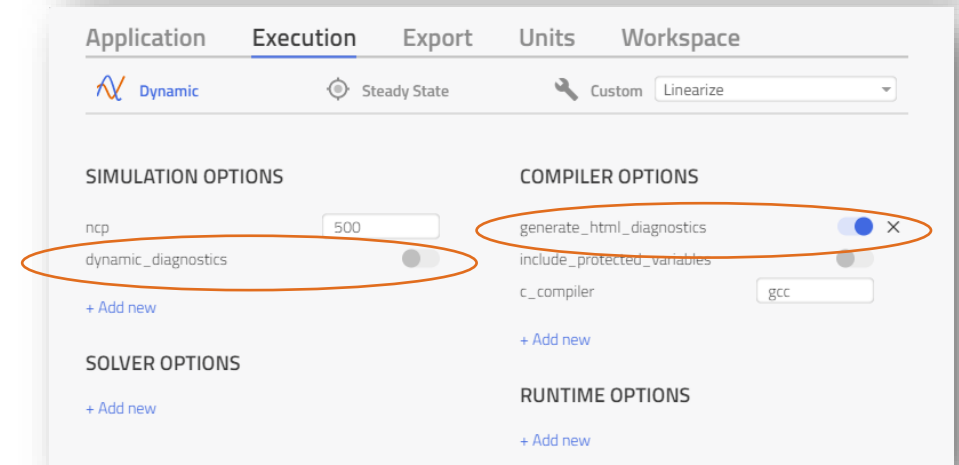 Application Execution Export Units Workspace
Dynamic Steady State Custom Linearize
SIMULATION OPTIONS
ncp 500
dynamic_diagnostics
+ Add new
SOLVER OPTIONS
+ Add new
COMPILER OPTIONS
generate_html_diagnostics
include_protected_variables
c_compiler gcc
+ Add new
RUNTIME OPTIONS
+ Add new